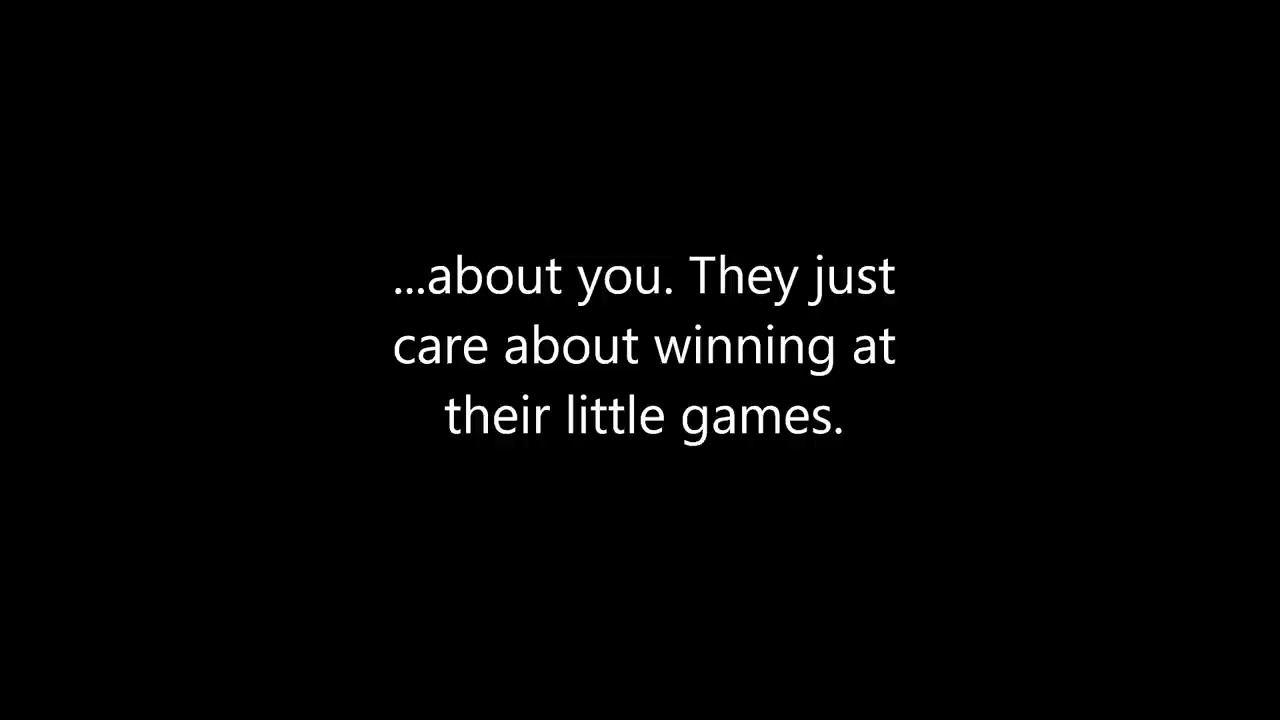 ...about you. They just
care about winning at
their little games.